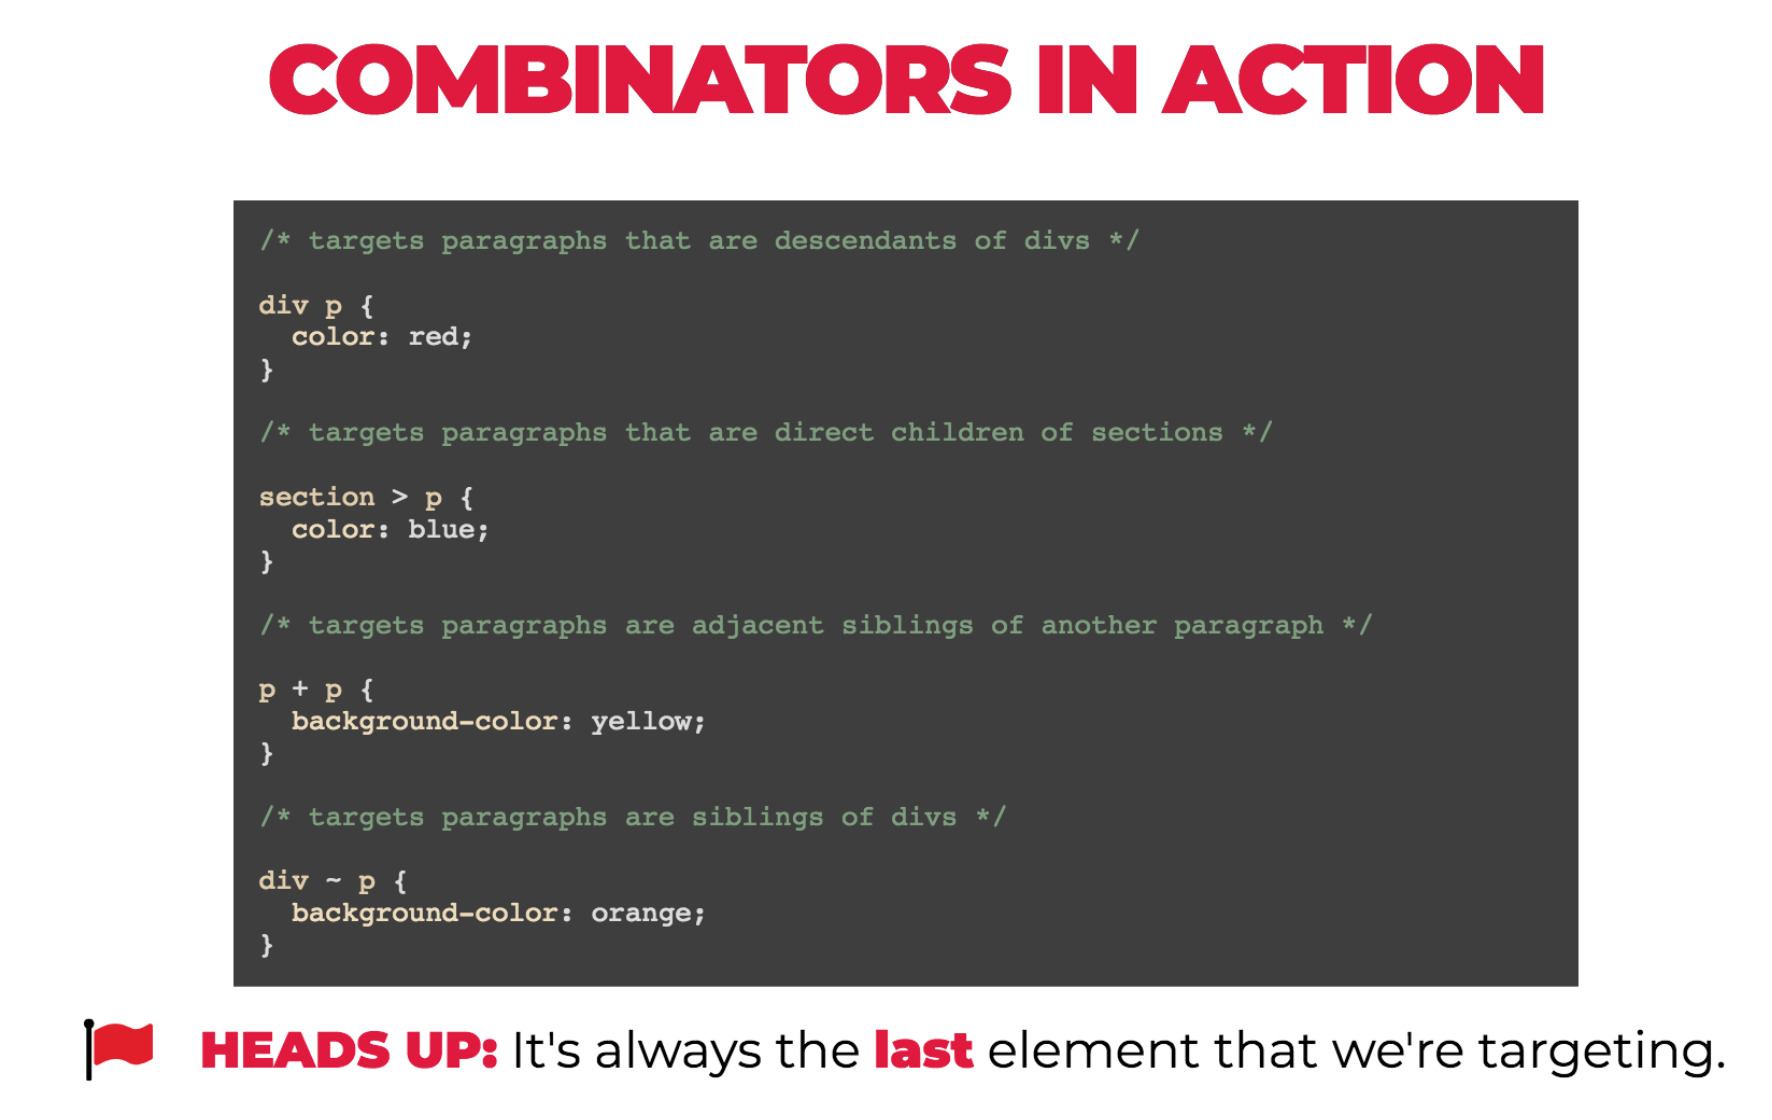 COMBINATORS IN ACTION
/* targets paragraphs that are descendants of divs */
div p {
  color: red;
}
/* targets paragraphs that are direct children of sections */
section > p {
  color: blue;
}
/* targets paragraphs are adjacent siblings of another paragraph */
p + p {
  background-color: yellow;
}
/* targets paragraphs are siblings of divs */
div ~ p {
  background-color: orange;
}
HEADS UP: It's always the last element that we're targeting.